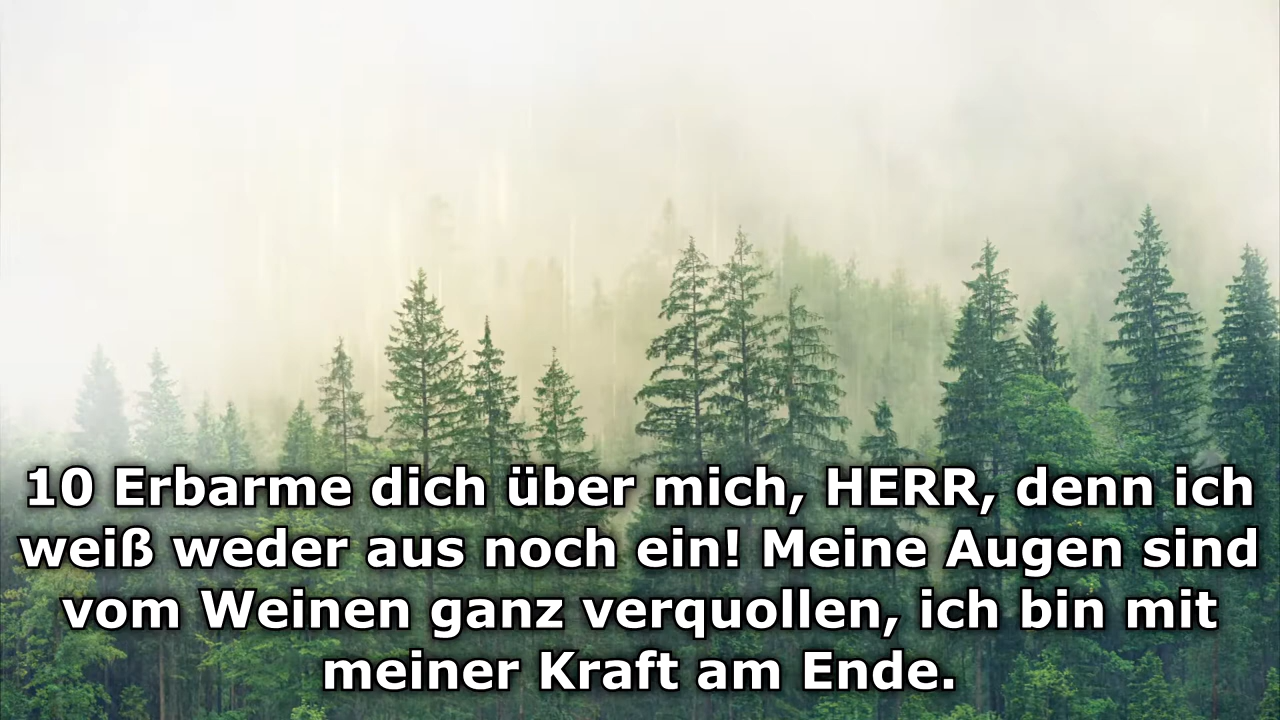 10 Erbarme dich über mich, HERR, denn ich
weiß weder aus noch ein! Meine Augen sind
vom Weinen ganz verquollen, ich bin mit
meiner Kraft am Ende.